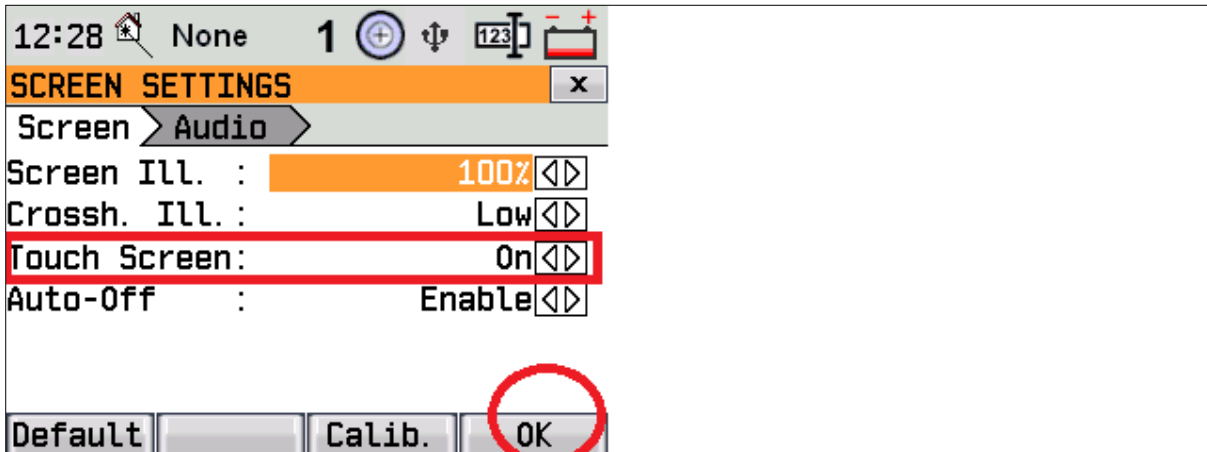 12:28 None 1 123
SCREEN SETTINGS x
Screen Audio
Screen Ill. : 100%
Crossh. Ill. : Low
Touch Screen: On
Auto-Off : Enable
Default Calib. OK